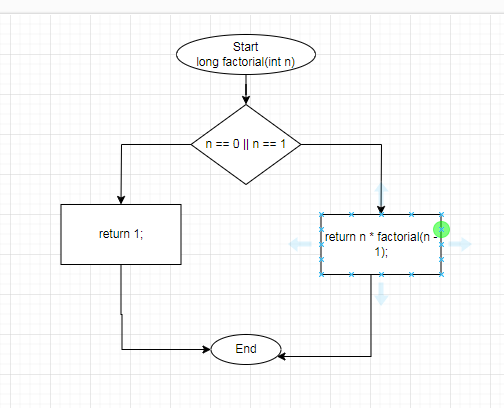 Start
long factorial(int n)
n == 0 || n == 1
return 1;
return n * factorial(n -
1);
End